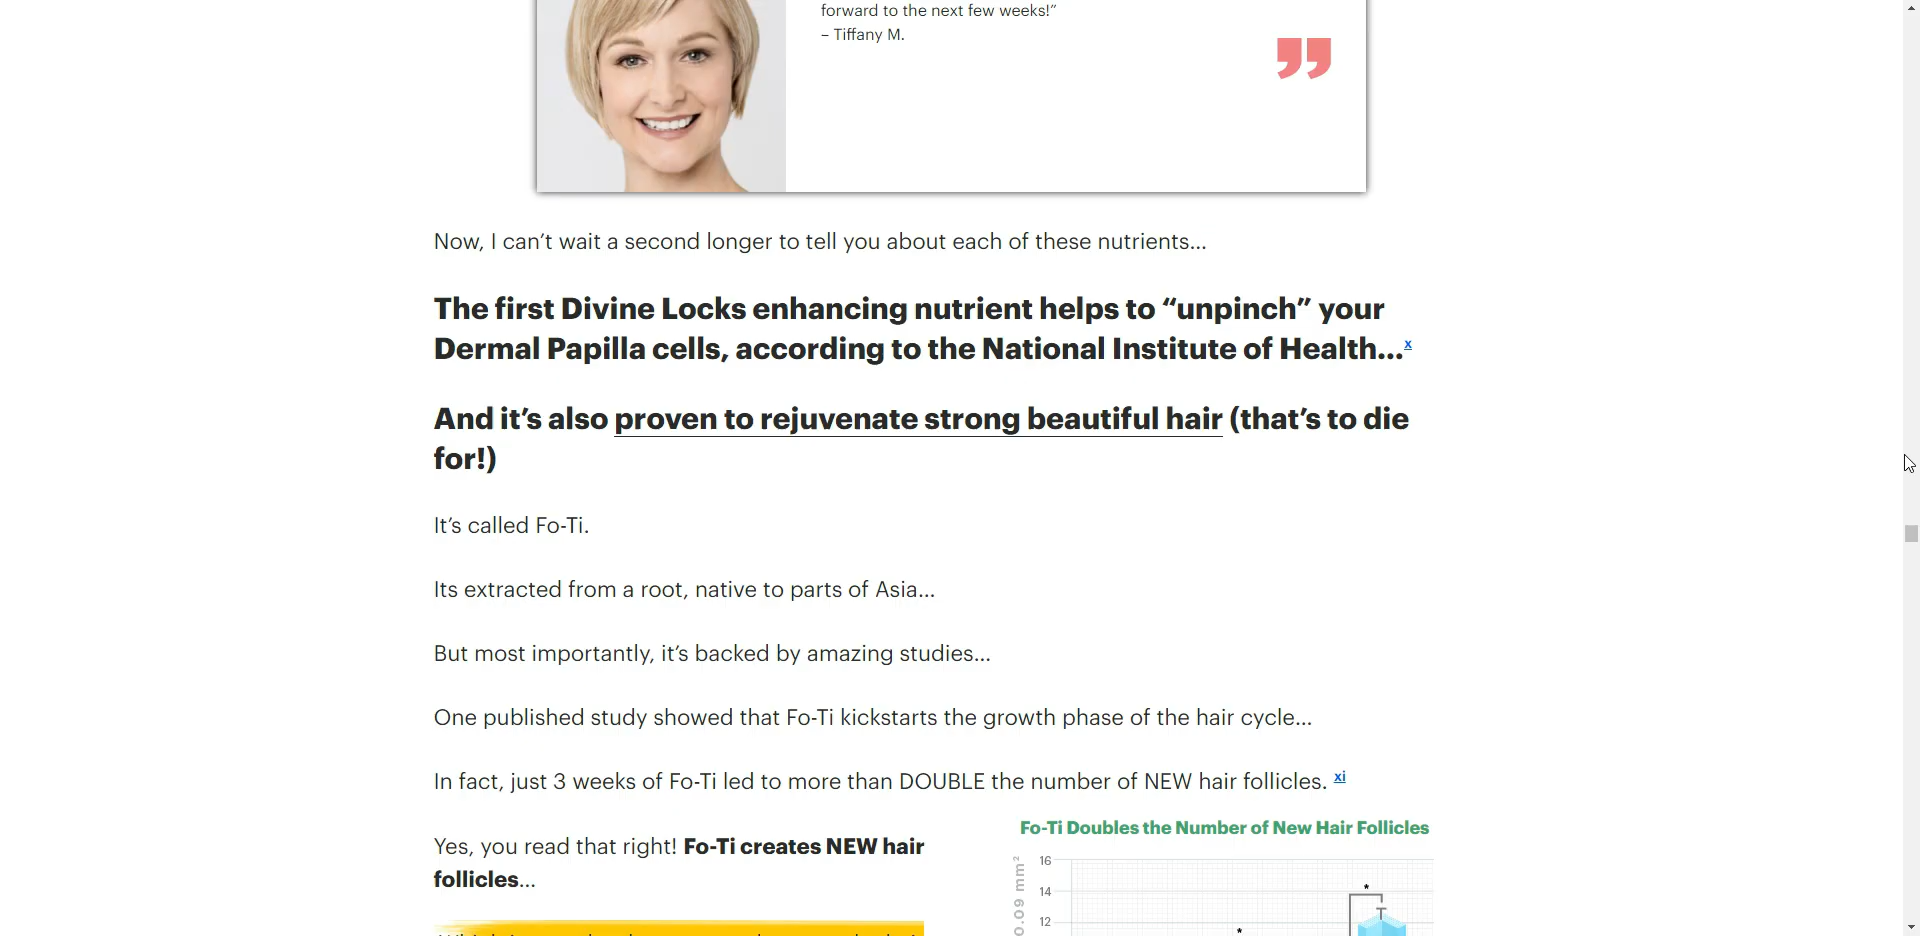 forward to the next few weeks!”
– Tiffany M.
Now, I can’t wait a second longer to tell you about each of these nutrients...
The first Divine Locks enhancing nutrient helps to “unpinch” your
Dermal Papilla cells, according to the National Institute of Health...x
And it’s also proven to rejuvenate strong beautiful hair (that’s to die
for!)
It’s called Fo-Ti.
Its extracted from a root, native to parts of Asia...
But most importantly, it’s backed by amazing studies...
One published study showed that Fo-Ti kickstarts the growth phase of the hair cycle...
In fact, just 3 weeks of Fo-Ti led to more than DOUBLE the number of NEW hair follicles. xi
Yes, you read that right! Fo-Ti creates NEW hair
follicles...
Fo-Ti Doubles the Number of New Hair Follicles
0.09 mm²
16
14
12
*
*